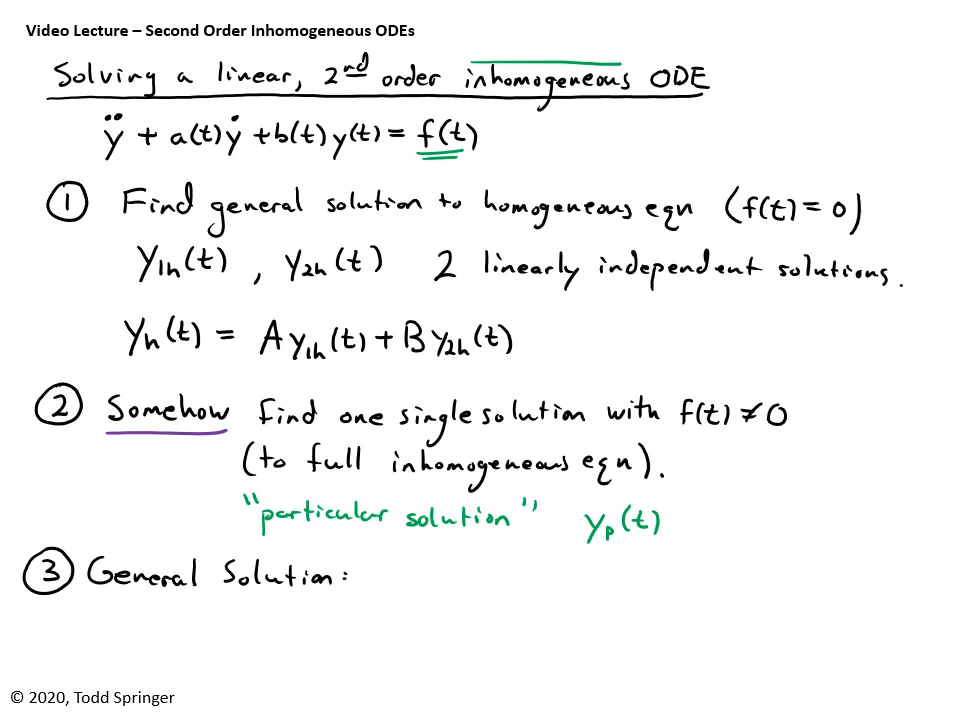 Video Lecture – Second Order Inhomogeneous ODEs
Solving a linear, 2nd order inhomogeneous ODE
ÿ + a(t)ẏ + b(t) y(t) = f(t)
① Find general solution to homogeneous eqn (f(t) = 0)
y₁ₕ(t) , y₂ₕ(t) 2 linearly independent solutions.
yₕ(t) = A y₁ₕ(t) + B y₂ₕ(t)
② Somehow find one single solution with f(t) ≠ 0
(to full inhomogeneous eqn).
"particular solution" yₚ(t)
③ General Solution:
© 2020, Todd Springer